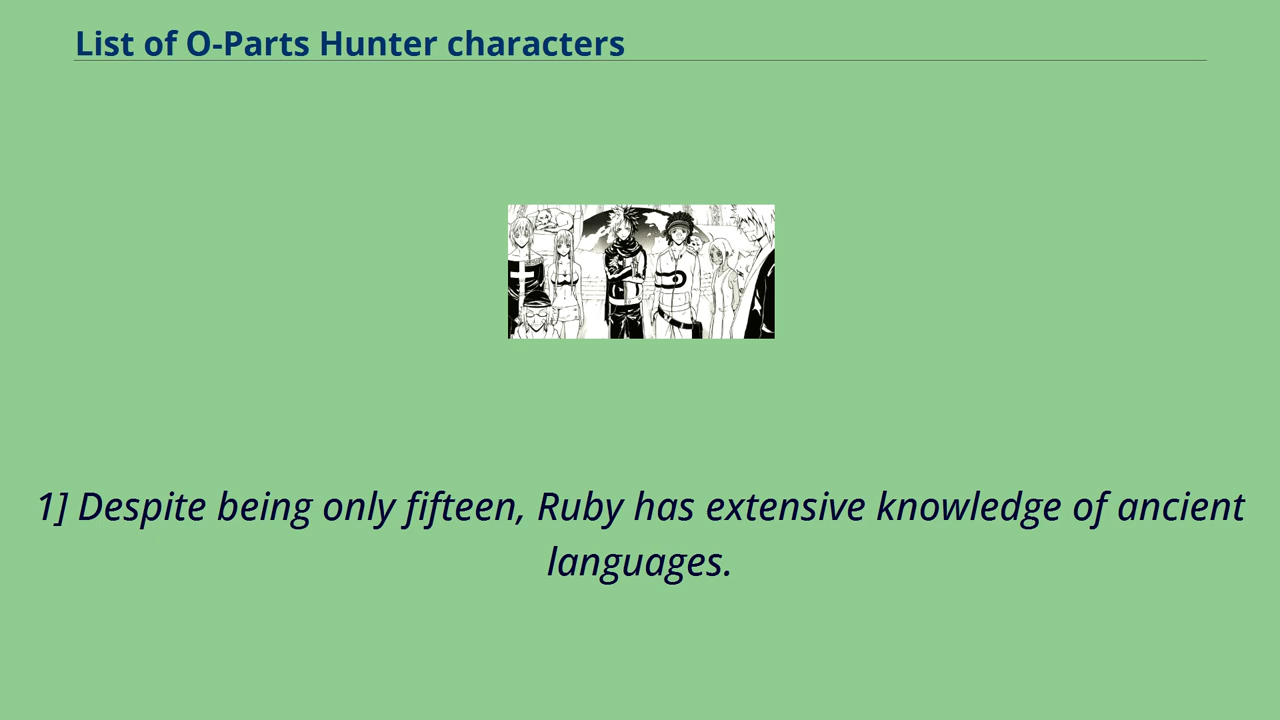 List of O-Parts Hunter characters
1] Despite being only fifteen, Ruby has extensive knowledge of ancient
languages.